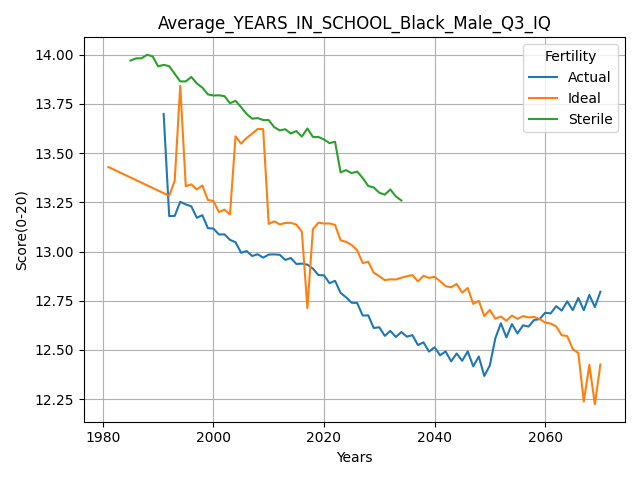 Average_YEARS_IN_SCHOOL_Black_Male_Q3_IQ
Fertility
Actual
Ideal
Sterile
Score(0-20)
14.00
13.75
13.50
13.25
13.00
12.75
12.50
12.25
1980
2000
2020
2040
2060
Years